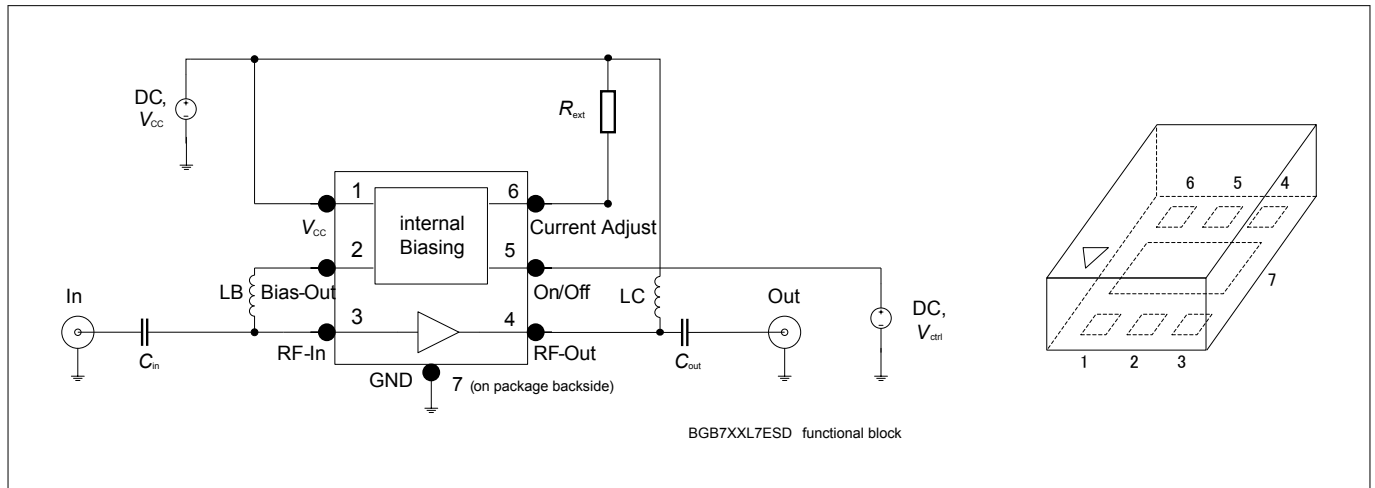 DC,
VCC
Rext
1
6
VCC
internal
Biasing
Current Adjust
2
5
In
LB
Bias-Out
On/Off
LC
Out
DC,
Vctrl
3
4
Cin
RF-In
RF-Out
Cout
GND
7 (on package backside)
BGB7XXL7ESD functional block
6 5 4
7
1 2 3